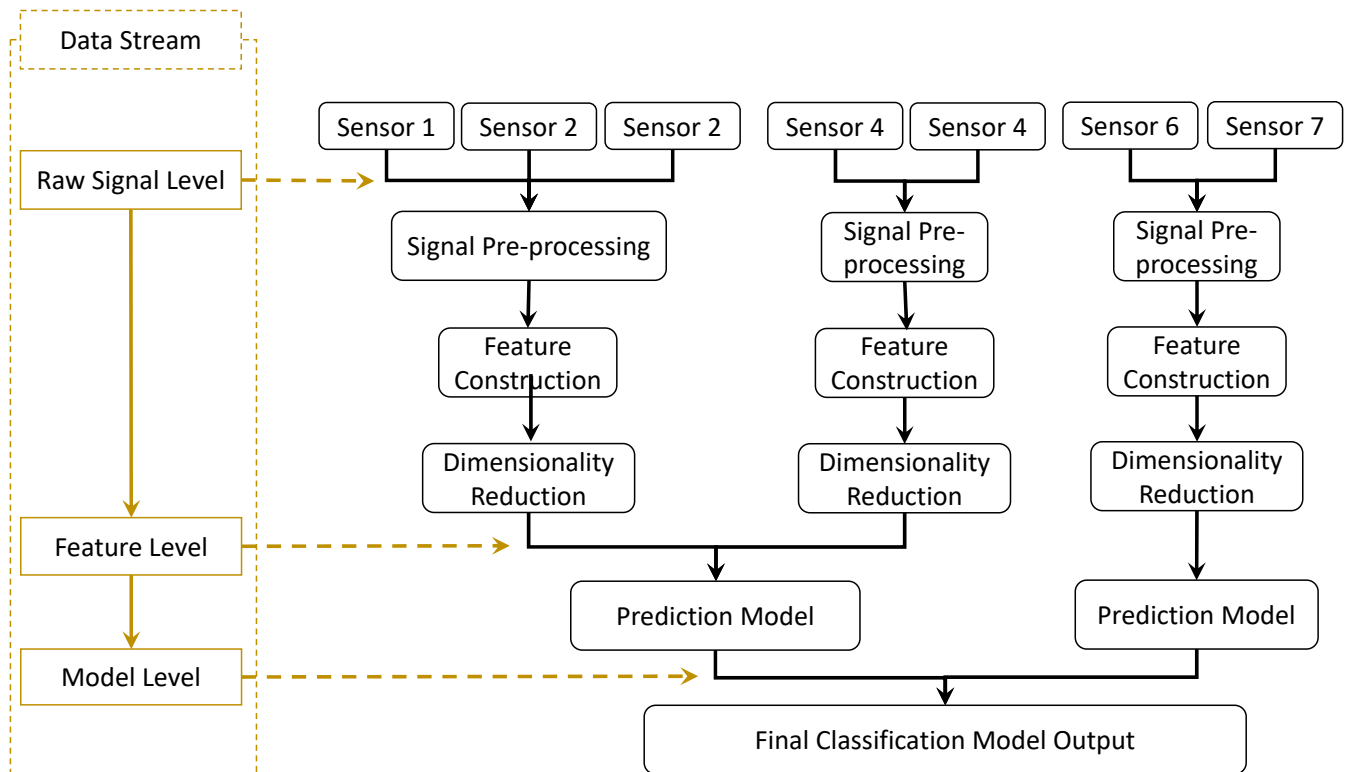 Data Stream
Sensor 1
Sensor 2
Sensor 2
Sensor 4
Sensor 4
Sensor 6
Sensor 7
Raw Signal Level
Signal Pre-processing
Signal Pre-
processing
Signal Pre-
processing
Feature
Construction
Feature
Construction
Feature
Construction
Dimensionality
Reduction
Dimensionality
Reduction
Dimensionality
Reduction
Feature Level
Prediction Model
Prediction Model
Model Level
Final Classification Model Output